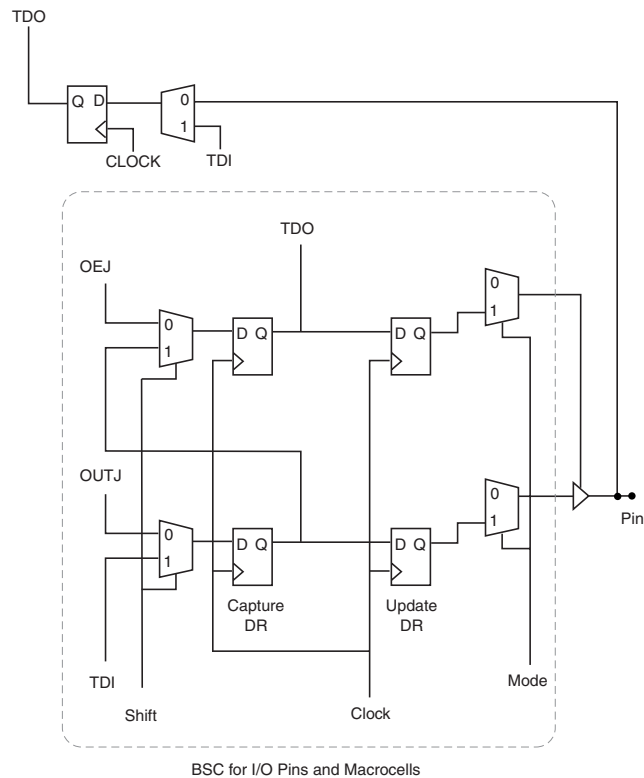 TDO
Q D
0
1
CLOCK
TDI
TDO
OEJ
0
1
D Q
D Q
0
1
OUTJ
0
1
D Q
D Q
0
1
Pin
Capture
DR
Update
DR
TDI
Shift
Clock
Mode
BSC for I/O Pins and Macrocells